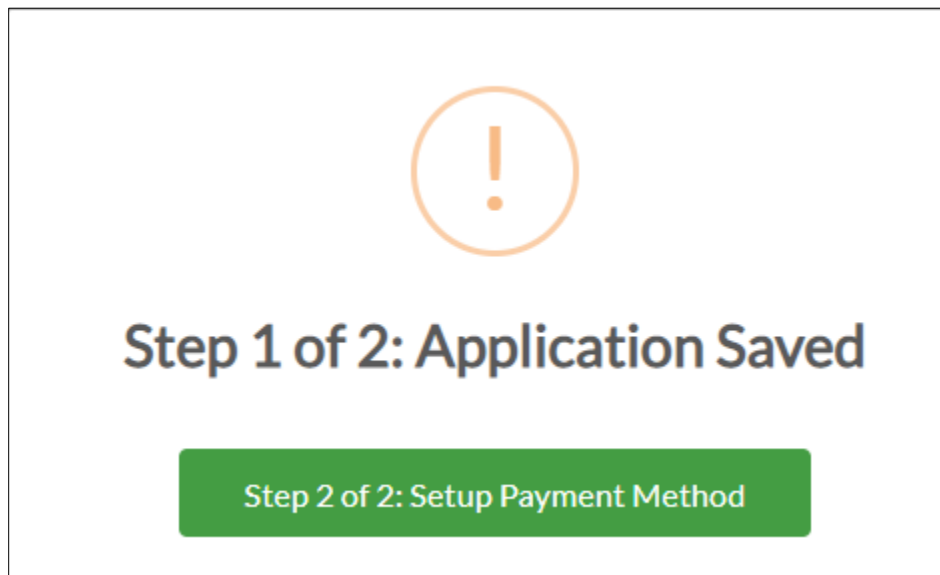 !
Step 1 of 2: Application Saved
Step 2 of 2: Setup Payment Method